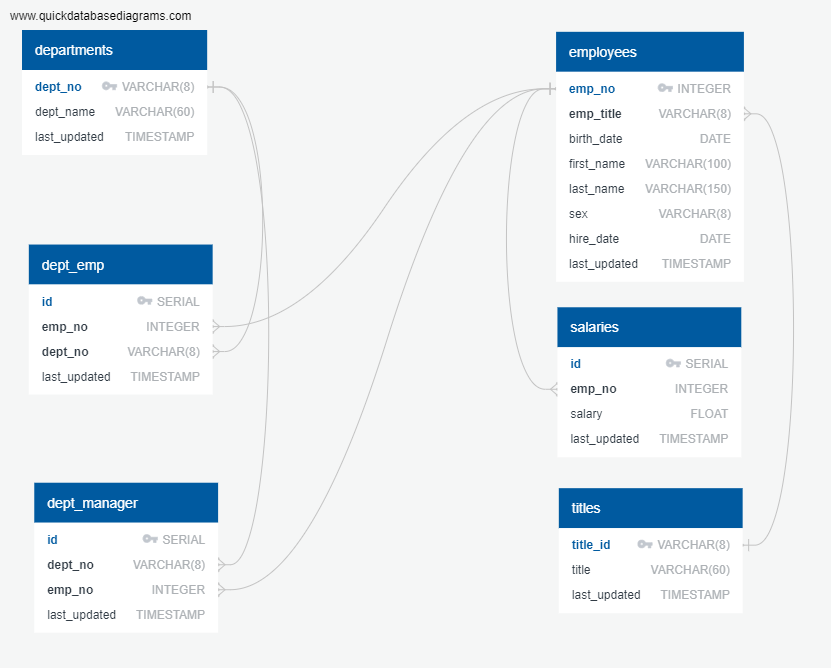 www.quickdatabasediagrams.com
departments
dept_no VARCHAR(8)
dept_name VARCHAR(60)
last_updated TIMESTAMP
employees
emp_no INTEGER
emp_title VARCHAR(8)
birth_date DATE
first_name VARCHAR(100)
last_name VARCHAR(150)
sex VARCHAR(8)
hire_date DATE
last_updated TIMESTAMP
dept_emp
id SERIAL
emp_no INTEGER
dept_no VARCHAR(8)
last_updated TIMESTAMP
salaries
id SERIAL
emp_no INTEGER
salary FLOAT
last_updated TIMESTAMP
dept_manager
id SERIAL
dept_no VARCHAR(8)
emp_no INTEGER
last_updated TIMESTAMP
titles
title_id VARCHAR(8)
title VARCHAR(60)
last_updated TIMESTAMP